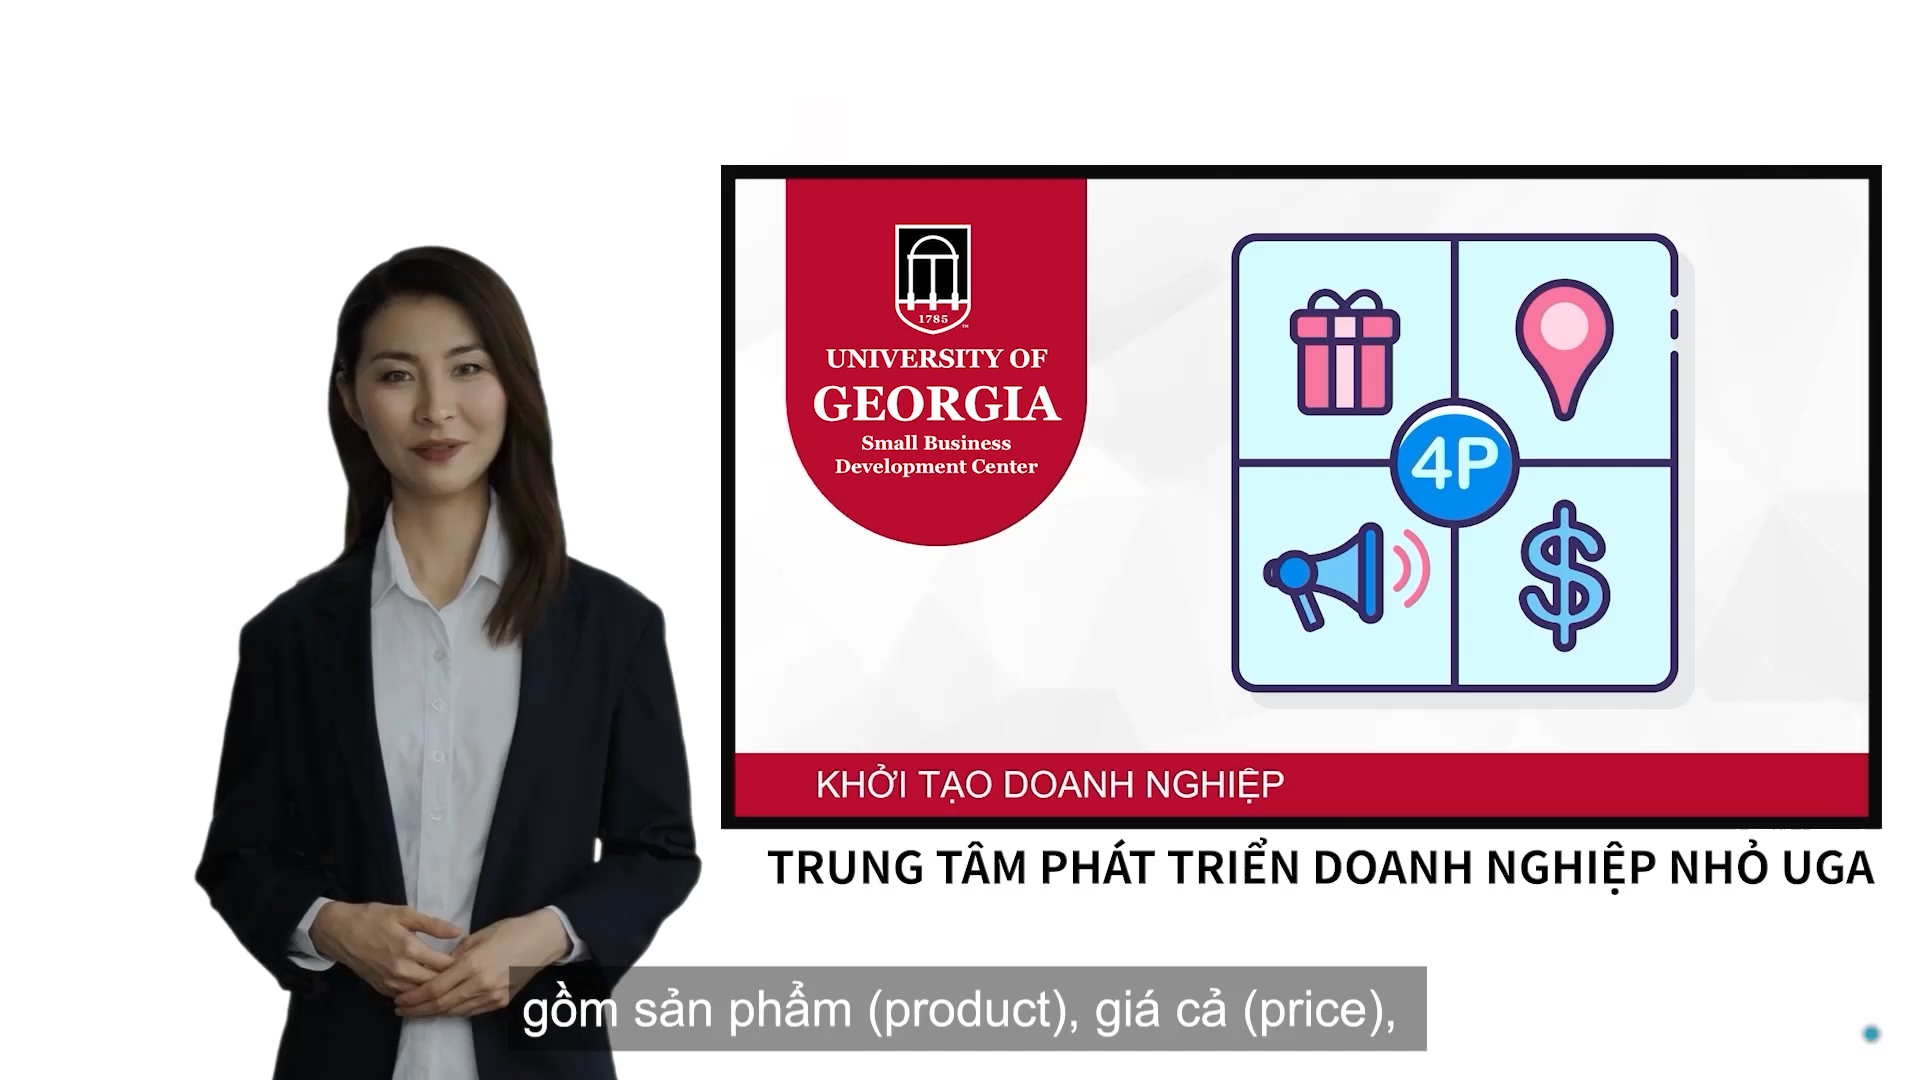 1785
UNIVERSITY OF
GEORGIA
Small Business
Development Center
4P
KHỞI TẠO DOANH NGHIỆP
TRUNG TÂM PHÁT TRIỂN DOANH NGHIỆP NHỎ UGA
gồm sản phẩm (product), giá cả (price),